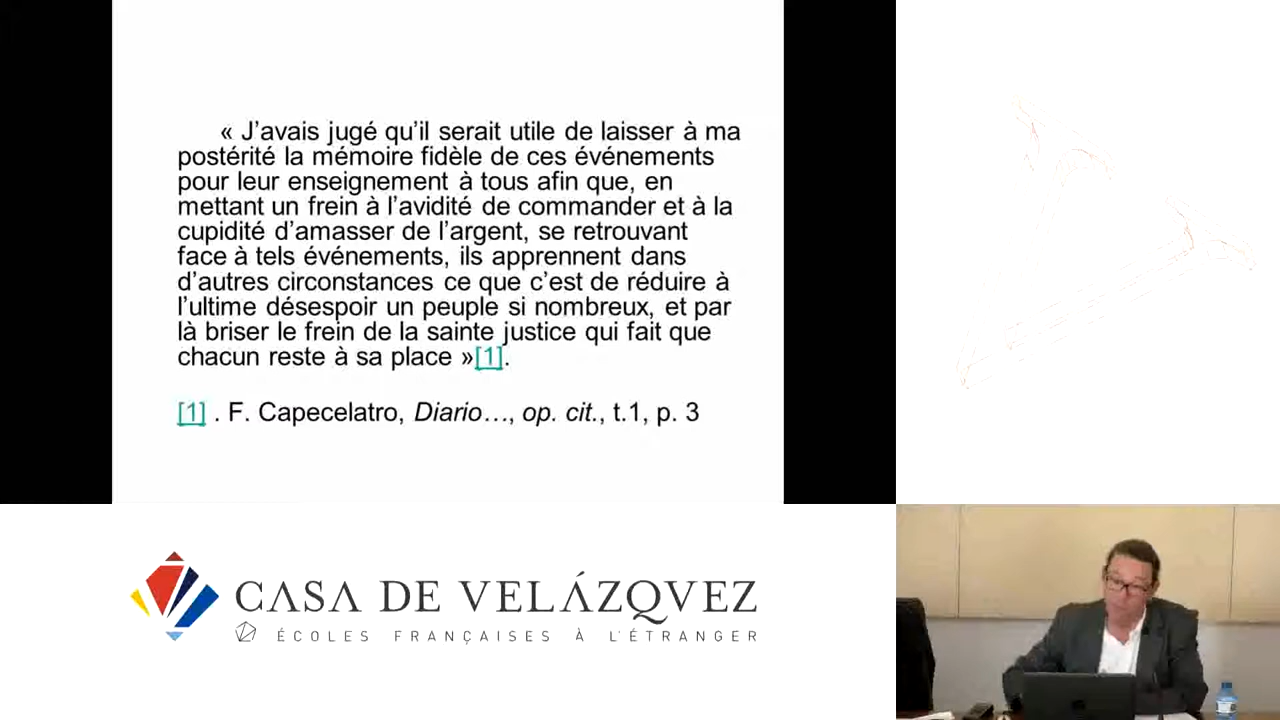 « J’avais jugé qu’il serait utile de laisser à ma
postérité la mémoire fidèle de ces événements
pour leur enseignement à tous afin que, en
mettant un frein à l’avidité de commander et à la
cupidité d’amasser de l’argent, se retrouvant
face à tels événements, ils apprennent dans
d’autres circonstances ce que c’est de réduire à
l’ultime désespoir un peuple si nombreux, et par
là briser le frein de la sainte justice qui fait que
chacun reste à sa place »[1].
[1] . F. Capecelatro, Diario…, op. cit., t.1, p. 3
CASA DE VELÁZQVEZ
ÉCOLES FRANÇAISES À L'ÉTRANGER